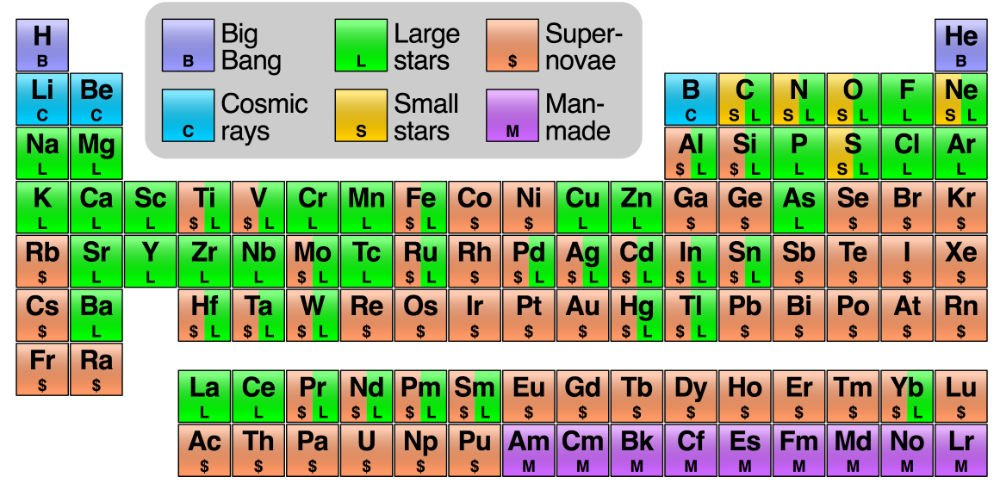 H He
B B
Big Bang
B
Large stars
L
Super-novae
$
Cosmic rays
C
Small stars
S
Man-made
M
Li Be B C N O F Ne
C C C S L S L S L L S L
Na Mg Al Si P S Cl Ar
L L $ L $ L L S L L L
K Ca Sc Ti V Cr Mn Fe Co Ni Cu Zn Ga Ge As Se Br Kr
L L L $ L $ L L L $ L $ $ L L $ $ L $ $ $
Rb Sr Y Zr Nb Mo Tc Ru Rh Pd Ag Cd In Sn Sb Te I Xe
$ L L L L $ L L $ L $ $ L $ L $ L $ L $ L $ $ $ $
Cs Ba Hf Ta W Re Os Ir Pt Au Hg Tl Pb Bi Po At Rn
$ L $ L $ L $ L $ $ $ $ $ $ L $ L $ $ $ $ $
Fr Ra
$ $
La Ce Pr Nd Pm Sm Eu Gd Tb Dy Ho Er Tm Yb Lu
L L $ L $ L $ L $ L $ $ $ $ $ $ $ $ L $
Ac Th Pa U Np Pu Am Cm Bk Cf Es Fm Md No Lr
$ $ $ $ $ $ M M M M M M M M M